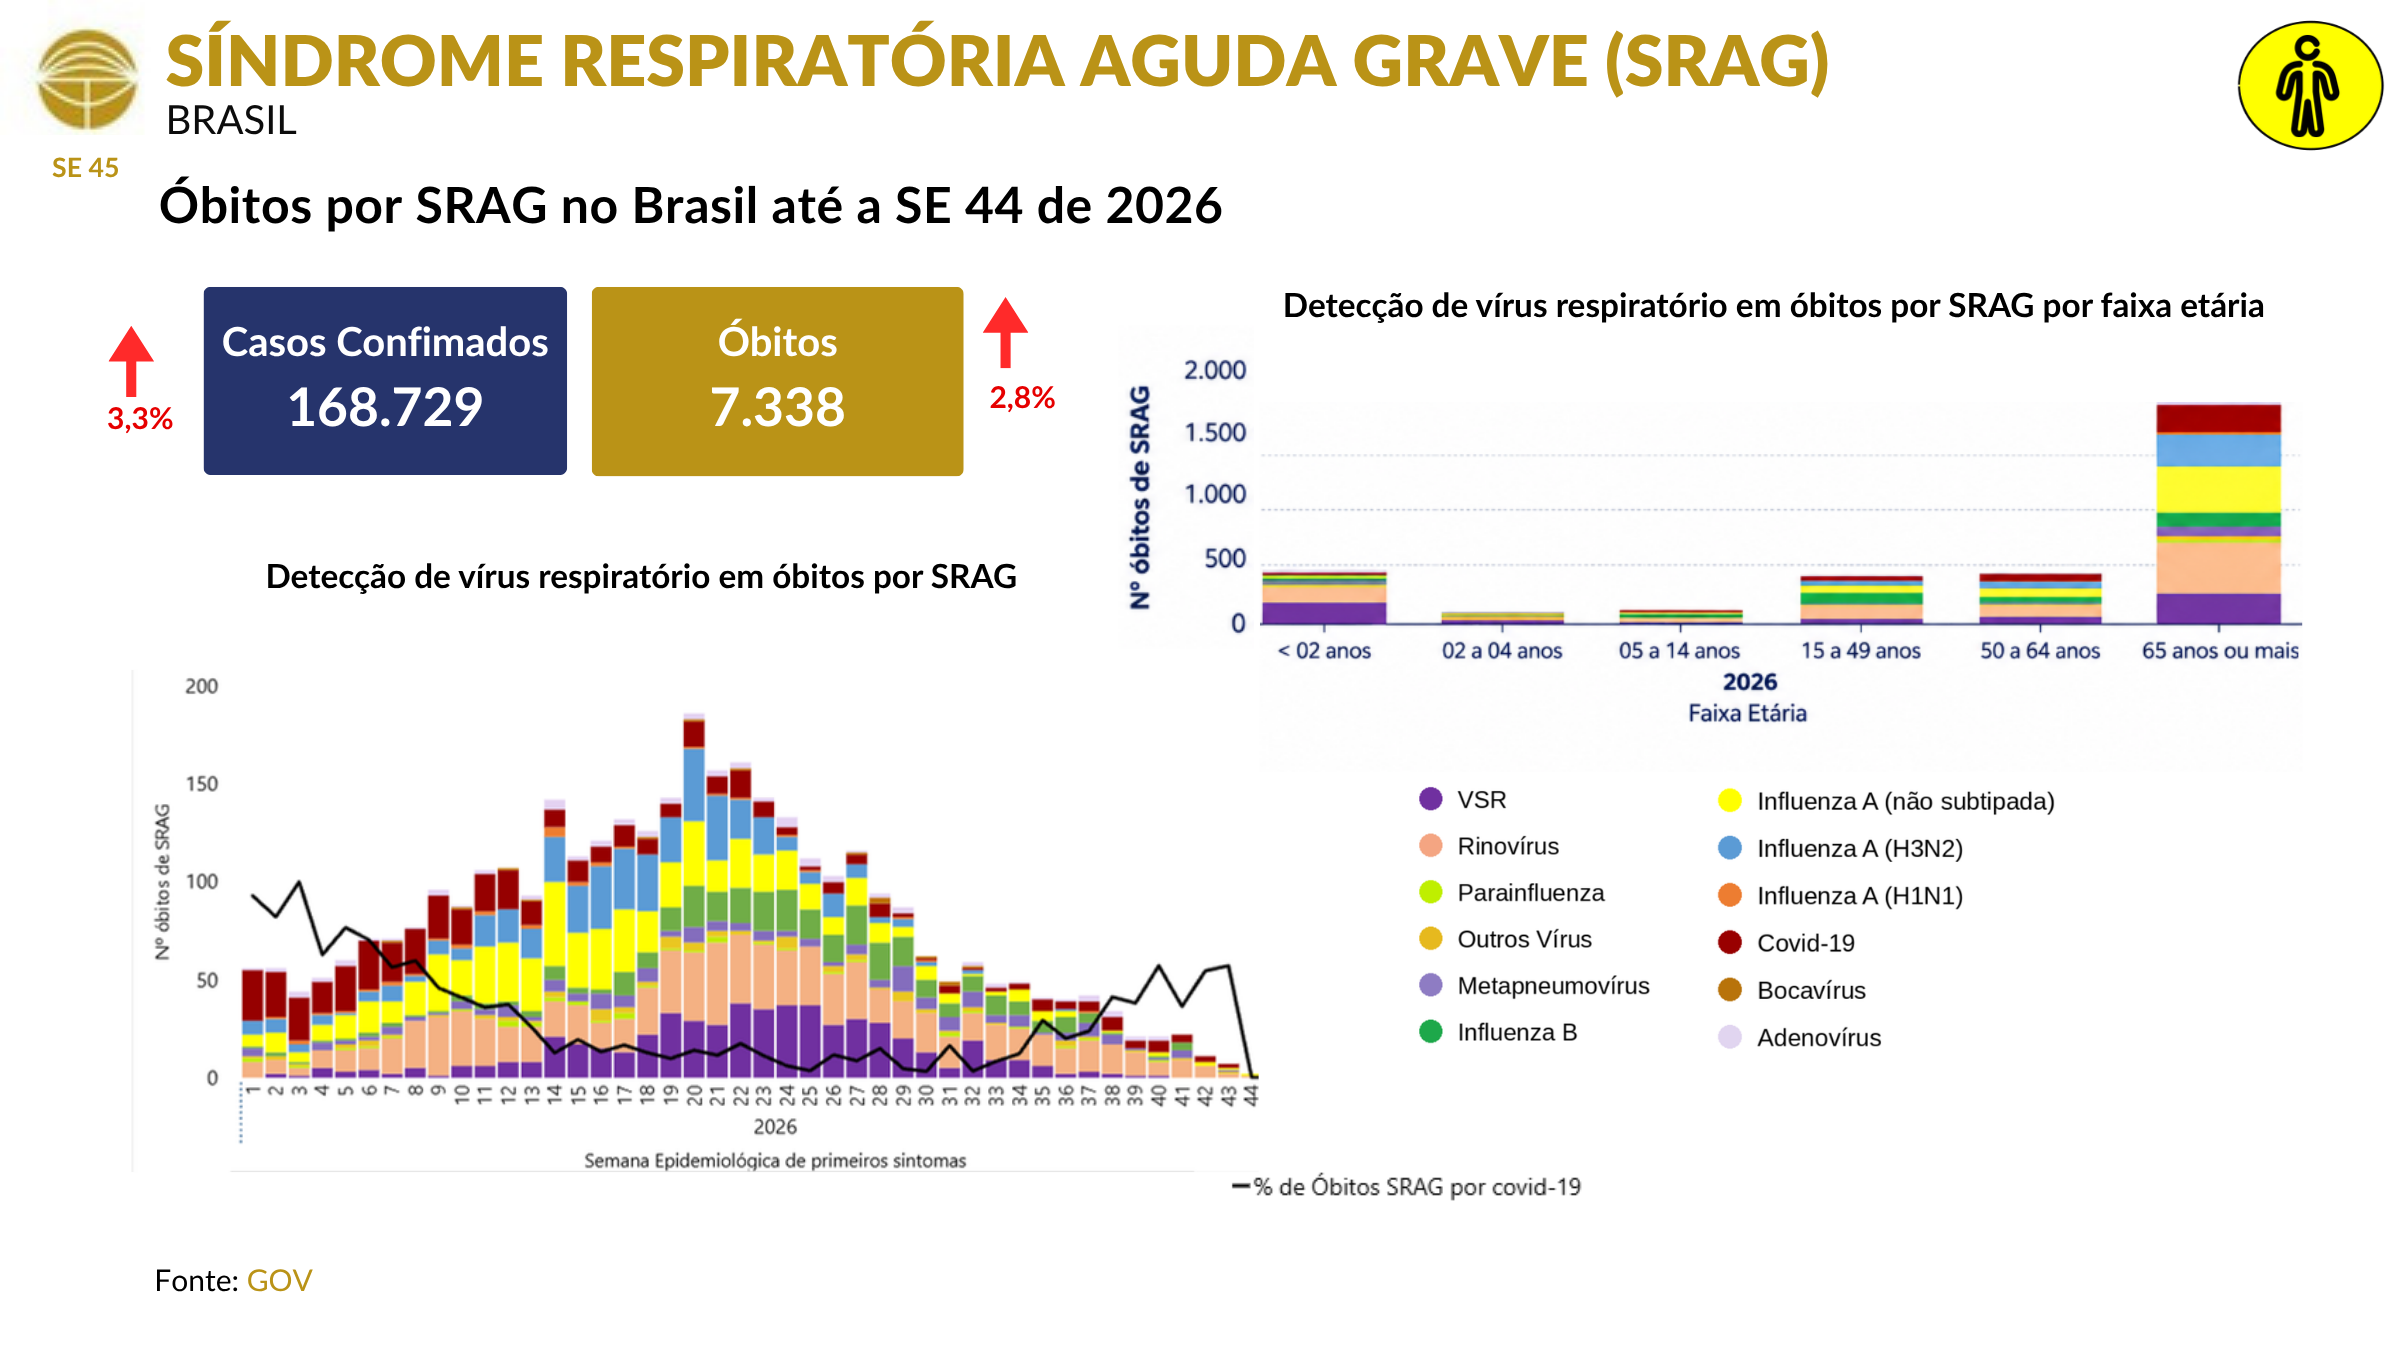 SÍNDROME RESPIRATÓRIA AGUDA GRAVE (SRAG)
BRASIL
SE 45
Óbitos por SRAG no Brasil até a SE 44 de 2026
3,3%
Casos Confimados
168.729
Óbitos
7.338
2,8%
Detecção de vírus respiratório em óbitos por SRAG por faixa etária
Nº óbitos de SRAG
2.000
1.500
1.000
500
0
< 02 anos
02 a 04 anos
05 a 14 anos
15 a 49 anos
50 a 64 anos
65 anos ou mais
2026
Faixa Etária
Detecção de vírus respiratório em óbitos por SRAG
Nº óbitos de SRAG
200
150
100
50
0
1 2 3 4 5 6 7 8 9 10 11 12 13 14 15 16 17 18 19 20 21 22 23 24 25 26 27 28 29 30 31 32 33 34 35 36 37 38 39 40 41 42 43 44
2026
Semana Epidemiológica de primeiros sintomas
VSR
Rinovírus
Parainfluenza
Outros Vírus
Metapneumovírus
Influenza B
Influenza A (não subtipada)
Influenza A (H3N2)
Influenza A (H1N1)
Covid-19
Bocavírus
Adenovírus
% de Óbitos SRAG por covid-19
Fonte: GOV